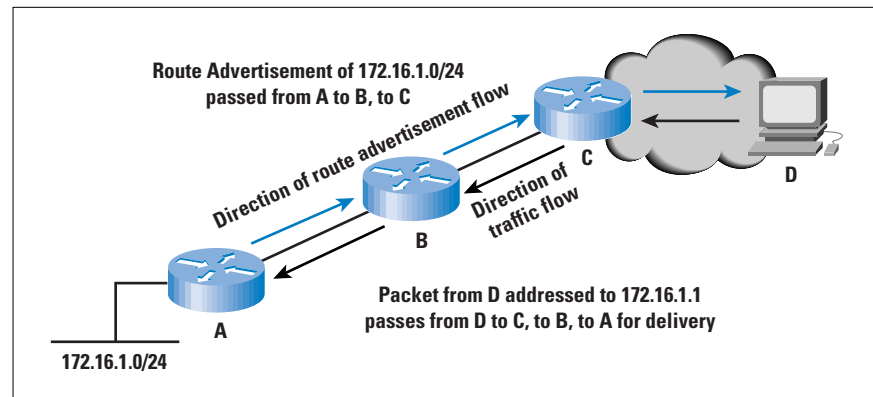 Route Advertisement of 172.16.1.0/24
passed from A to B, to C
Direction of route advertisement flow
C
D
Direction of
traffic flow
B
Packet from D addressed to 172.16.1.1
passes from D to C, to B, to A for delivery
A
172.16.1.0/24